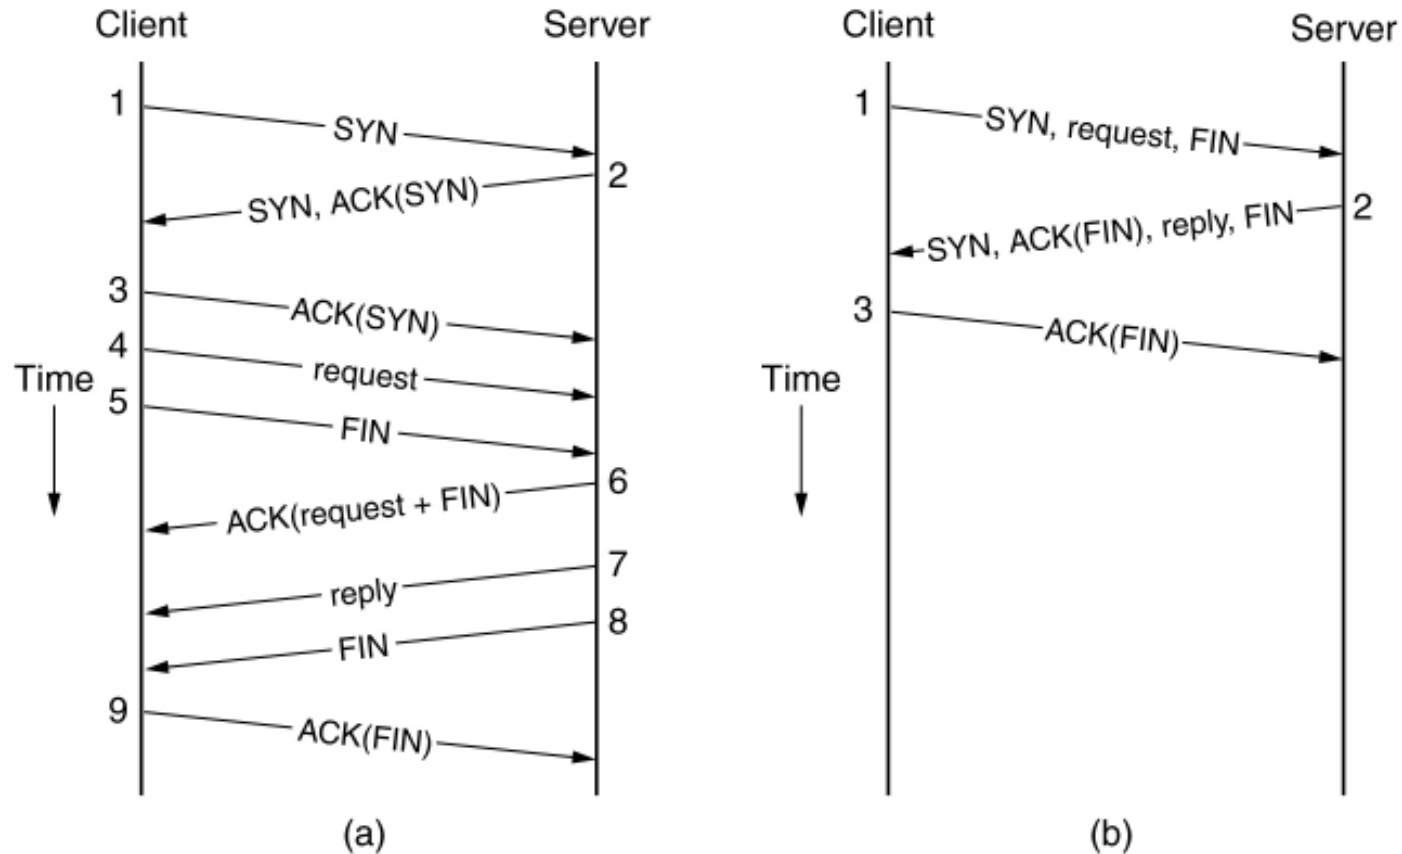 Client
Server
1
SYN
2
SYN, ACK(SYN)
3
ACK(SYN)
4
request
Time
5
FIN
6
ACK(request + FIN)
7
reply
8
FIN
9
ACK(FIN)
(a)
Client
Server
1
SYN, request, FIN
2
SYN, ACK(FIN), reply, FIN
3
ACK(FIN)
Time
(b)